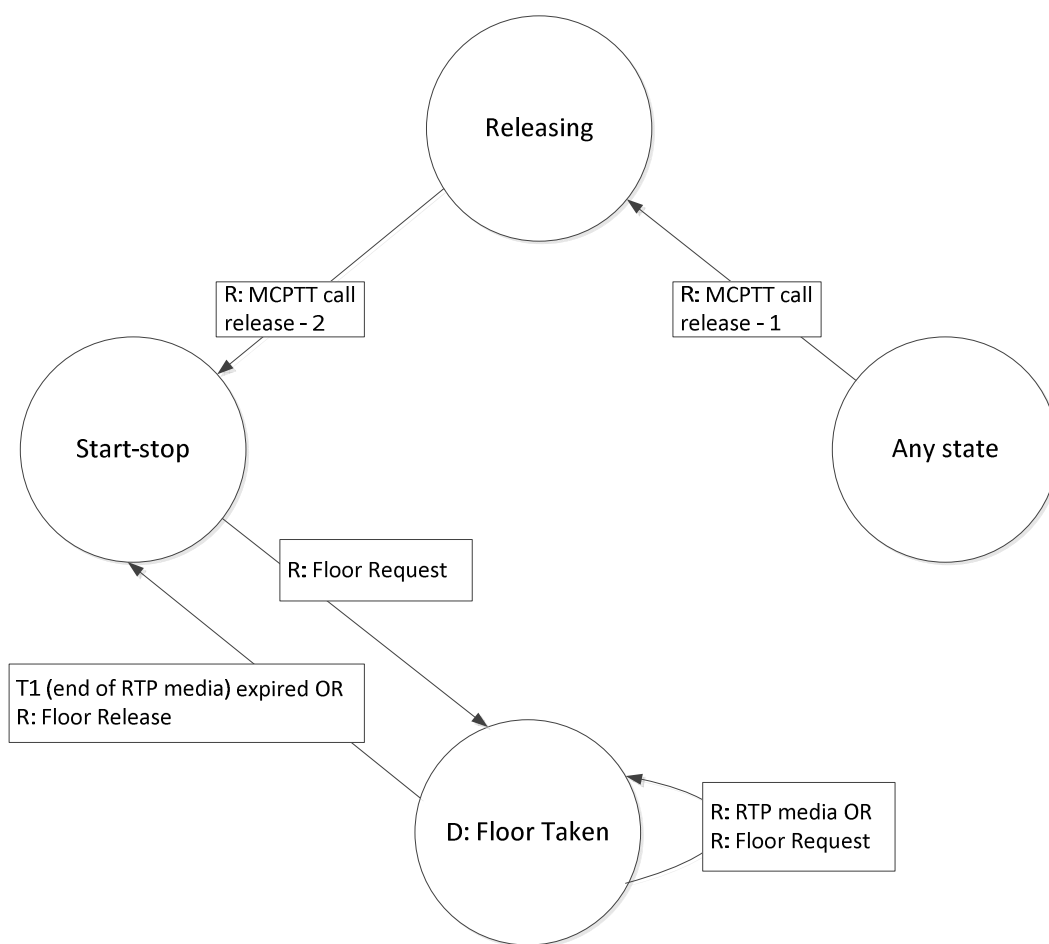 Releasing
R: MCPTT call
release - 2
R: MCPTT call
release - 1
Start-stop
Any state
R: Floor Request
T1 (end of RTP media) expired OR
R: Floor Release
D: Floor Taken
R: RTP media OR
R: Floor Request